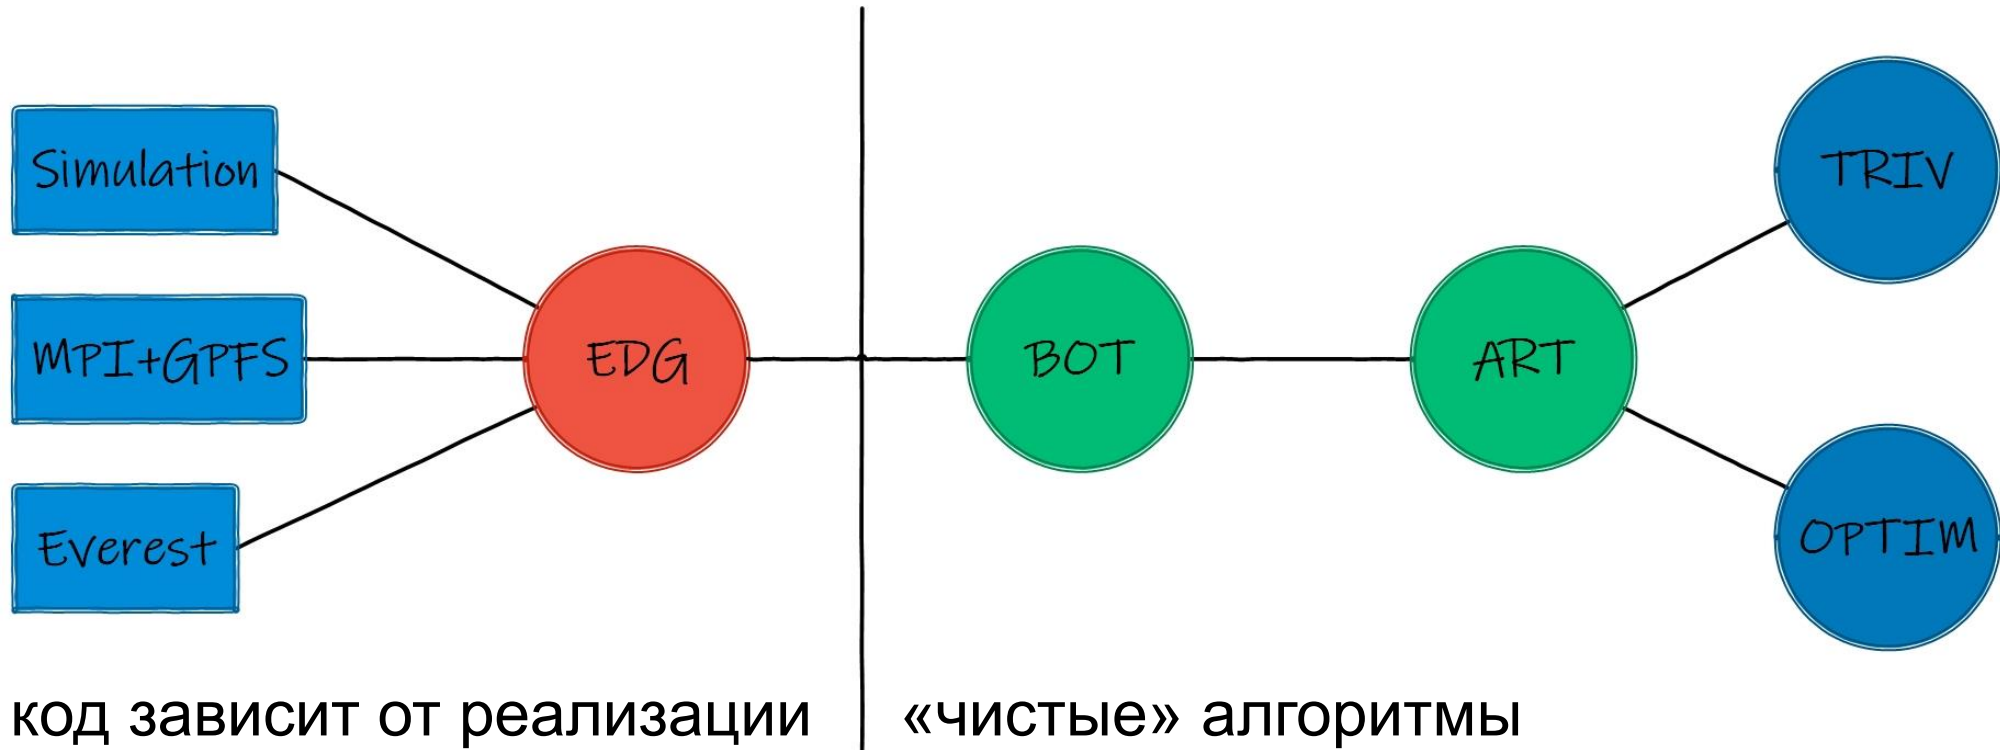 Simulation
MPI+GPFS
Everest
EDG
BOT
ART
TRIV
OPTIM
код зависит от реализации
«чистые» алгоритмы